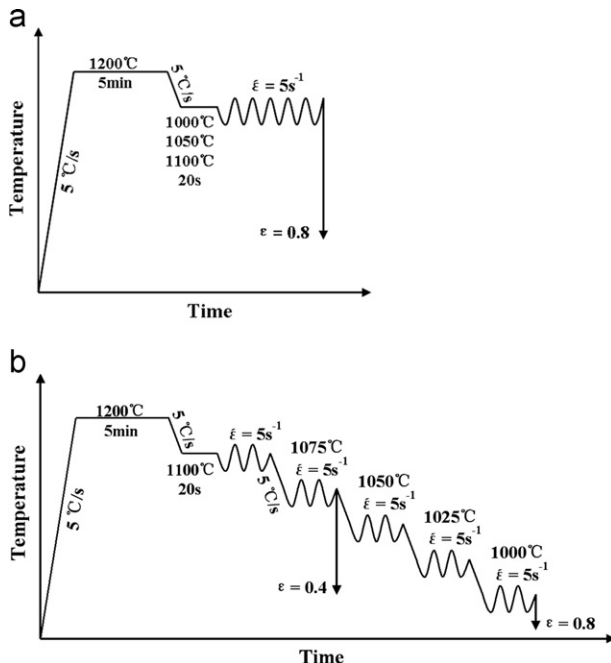 a
1200℃
5min
5 ℃/s
5 ℃/s
έ = 5s⁻¹
1000℃
1050℃
1100℃
20s
ε = 0.8
Temperature
Time
b
1200℃
5min
5 ℃/s
5 ℃/s
1100℃
20s
έ = 5s⁻¹
5 ℃/s
1075℃
έ = 5s⁻¹
1050℃
έ = 5s⁻¹
1025℃
έ = 5s⁻¹
1000℃
έ = 5s⁻¹
ε = 0.4
ε = 0.8
Temperature
Time